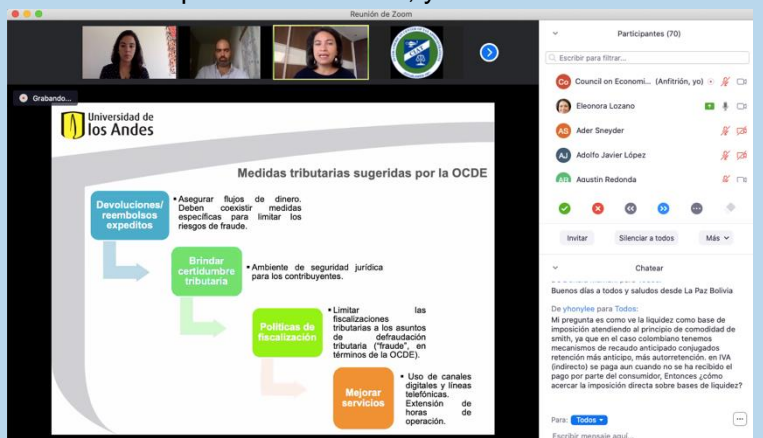 Reunión de Zoom
Grabando...
Universidad de
los Andes
Medidas tributarias sugeridas por la OCDE
Devoluciones/
reembolsos
expeditos
• Asegurar flujos de dinero.
Deben coexistir medidas
específicas para limitar los
riesgos de fraude.
Brindar
certidumbre
tributaria
• Ambiente de seguridad jurídica
para los contribuyentes.
Políticas de
fiscalización
• Limitar las
fiscalizaciones
tributarias a los asuntos
de defraudación
tributaria ("fraude", en
términos de la OCDE).
Mejorar
servicios
• Uso de canales
digitales y líneas
telefónicas.
Extensión de
horas de
operación.
Participantes (70)
Escribir para filtrar...
Co Council on Economi... (Anfitrión, yo)
Eleonora Lozano
AS Ader Sneyder
AJ Adolfo Javier López
AR Agustin Redonda
Invitar Silenciar a todos Más
Chatear
Buenos días a todos y saludos desde La Paz Bolivia
De yhonylee para Todos:
Mi pregunta es como ve la liquidez como base de
imposición atendiendo al principio de comodidad de
smith, ya que en el caso colombiano tenemos
mecanismos de recaudo anticipado conjugados
retención más anticipo, más autorretención. en IVA
(indirecto) se paga aun cuando no se ha recibido el
pago por parte del consumidor, Entonces ¿cómo
acercar la imposición directa sobre bases de liquidez?
Para: Todos
Escribir mensaje aquí...